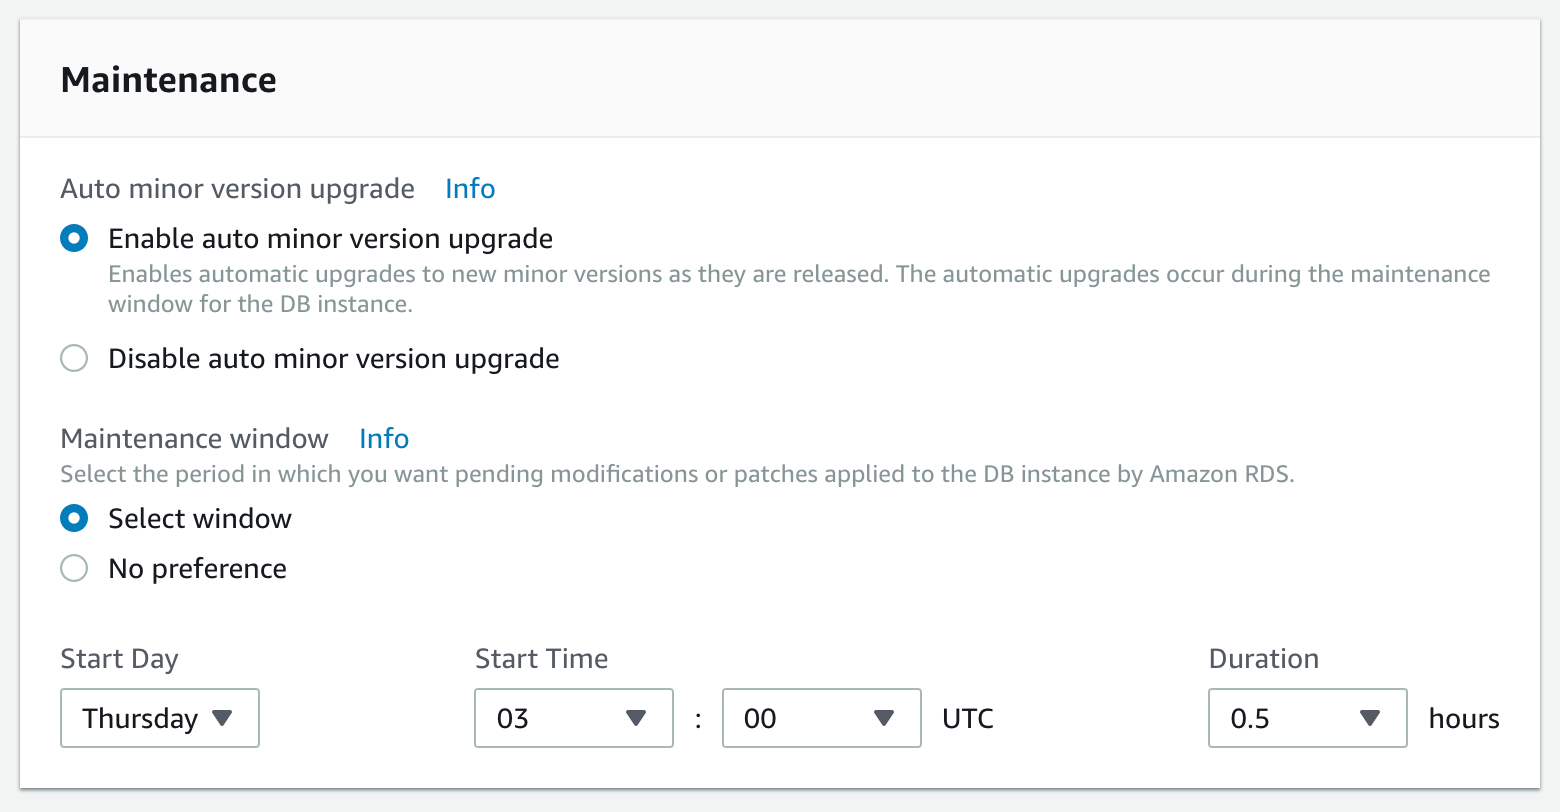 Maintenance
Auto minor version upgrade Info
Enable auto minor version upgrade
Enables automatic upgrades to new minor versions as they are released. The automatic upgrades occur during the maintenance
window for the DB instance.
Disable auto minor version upgrade
Maintenance window Info
Select the period in which you want pending modifications or patches applied to the DB instance by Amazon RDS.
Select window
No preference
Start Day Start Time Duration
Thursday 03 : 00 UTC 0.5 hours